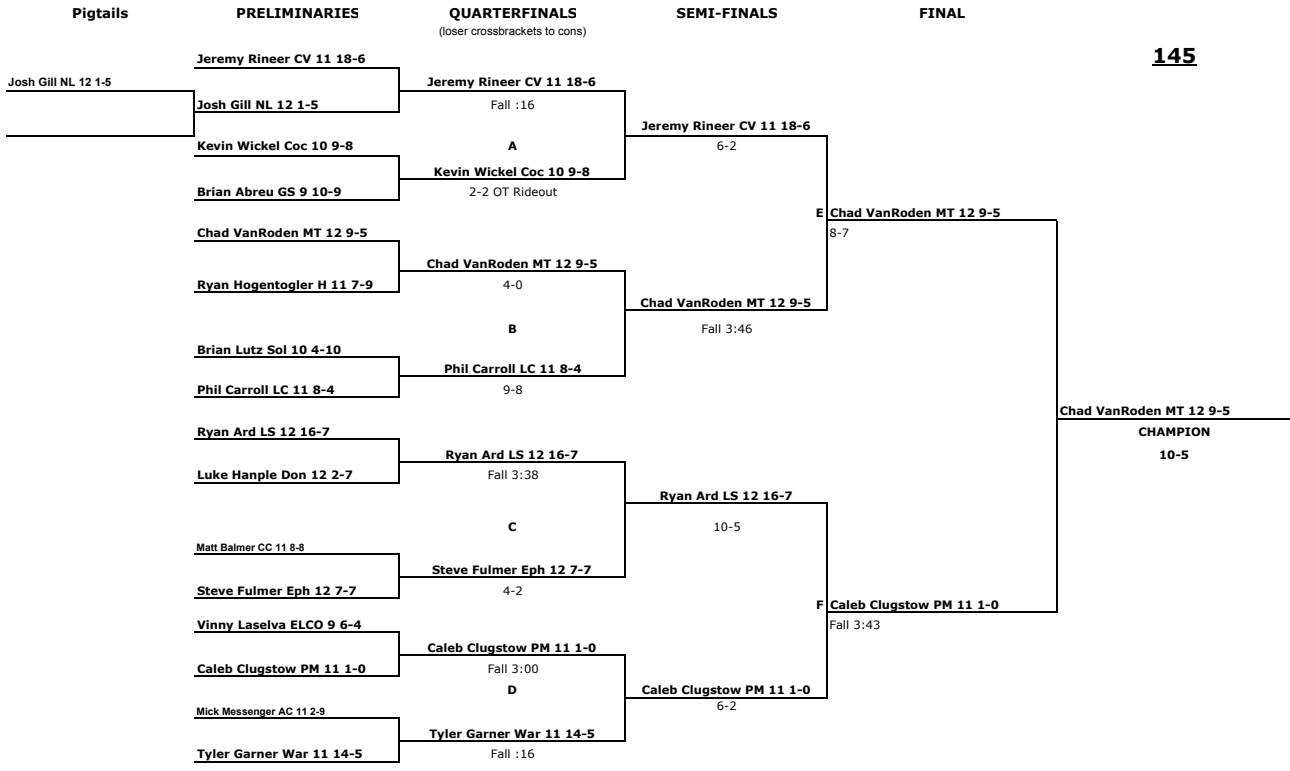 Pigtails PRELIMINARIES QUARTERFINALS SEMI-FINALS FINAL
(loser crossbrackets to cons)
145
Jeremy Rineer CV 11 18-6
Josh Gill NL 12 1-5
Jeremy Rineer CV 11 18-6
Josh Gill NL 12 1-5
Fall :16
Jeremy Rineer CV 11 18-6
Kevin Wickel Coc 10 9-8
A
6-2
Kevin Wickel Coc 10 9-8
Brian Abreu GS 9 10-9
2-2 OT Rideout
E Chad VanRoden MT 12 9-5
Chad VanRoden MT 12 9-5
8-7
Chad VanRoden MT 12 9-5
Ryan Hogentogler H 11 7-9
4-0
Chad VanRoden MT 12 9-5
B
Fall 3:46
Brian Lutz Sol 10 4-10
Phil Carroll LC 11 8-4
Phil Carroll LC 11 8-4
9-8
Chad VanRoden MT 12 9-5
Ryan Ard LS 12 16-7
CHAMPION
Ryan Ard LS 12 16-7
10-5
Luke Hanple Don 12 2-7
Fall 3:38
Ryan Ard LS 12 16-7
C
10-5
Matt Balmer CC 11 8-8
Steve Fulmer Eph 12 7-7
Steve Fulmer Eph 12 7-7
4-2
F Caleb Clugstow PM 11 1-0
Vinny Laselva ELCO 9 6-4
Fall 3:43
Caleb Clugstow PM 11 1-0
Caleb Clugstow PM 11 1-0
Fall 3:00
D
Caleb Clugstow PM 11 1-0
Mick Messenger AC 11 2-9
6-2
Tyler Garner War 11 14-5
Tyler Garner War 11 14-5
Fall :16